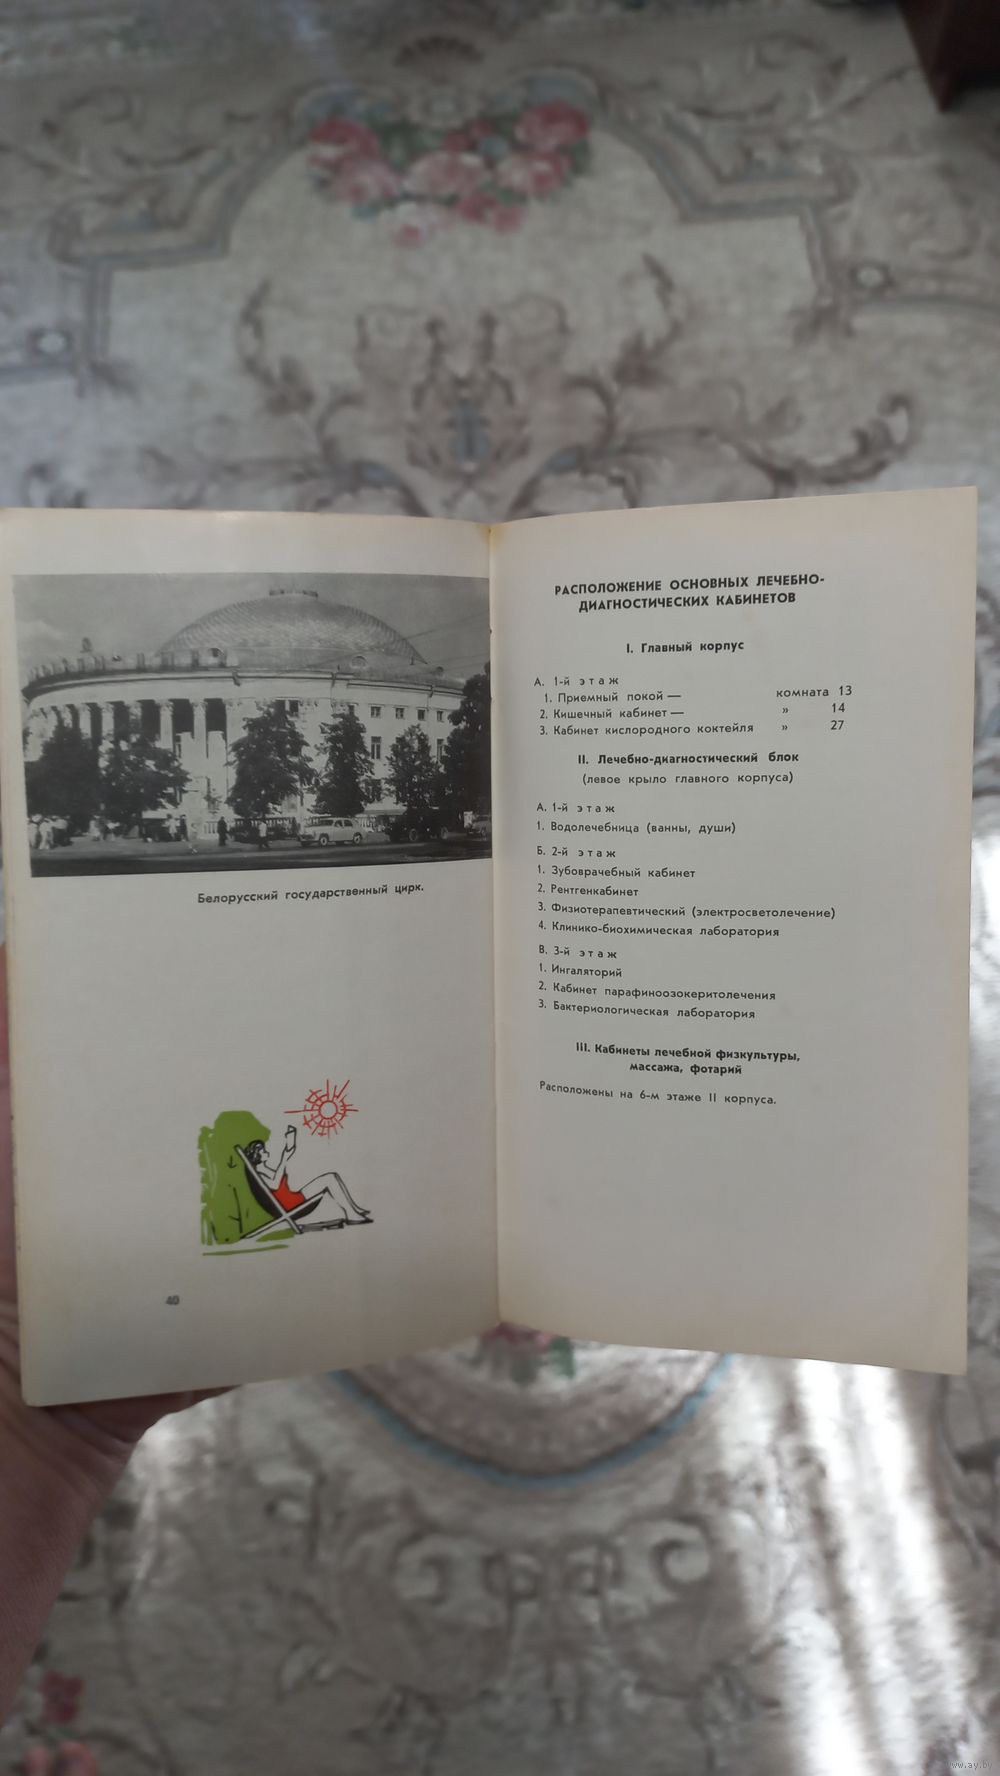 Белорусский государственный цирк.
40
РАСПОЛОЖЕНИЕ ОСНОВНЫХ ЛЕЧЕБНО-
ДИАГНОСТИЧЕСКИХ КАБИНЕТОВ
I. Главный корпус
А. 1-й этаж
1. Приемный покой — комната 13
2. Кишечный кабинет — » 14
3. Кабинет кислородного коктейля » 27
II. Лечебно-диагностический блок
(левое крыло главного корпуса)
А. 1-й этаж
1. Водолечебница (ванны, души)
Б. 2-й этаж
1. Зубоврачебный кабинет
2. Рентгенкабинет
3. Физиотерапевтический (электросветолечение)
4. Клинико-биохимическая лаборатория
В. 3-й этаж
1. Ингаляторий
2. Кабинет парафиноозокеритолечения
3. Бактериологическая лаборатория
III. Кабинеты лечебной физкультуры,
массажа, фотарий
Расположены на 6-м этаже II корпуса.
www.ay.by